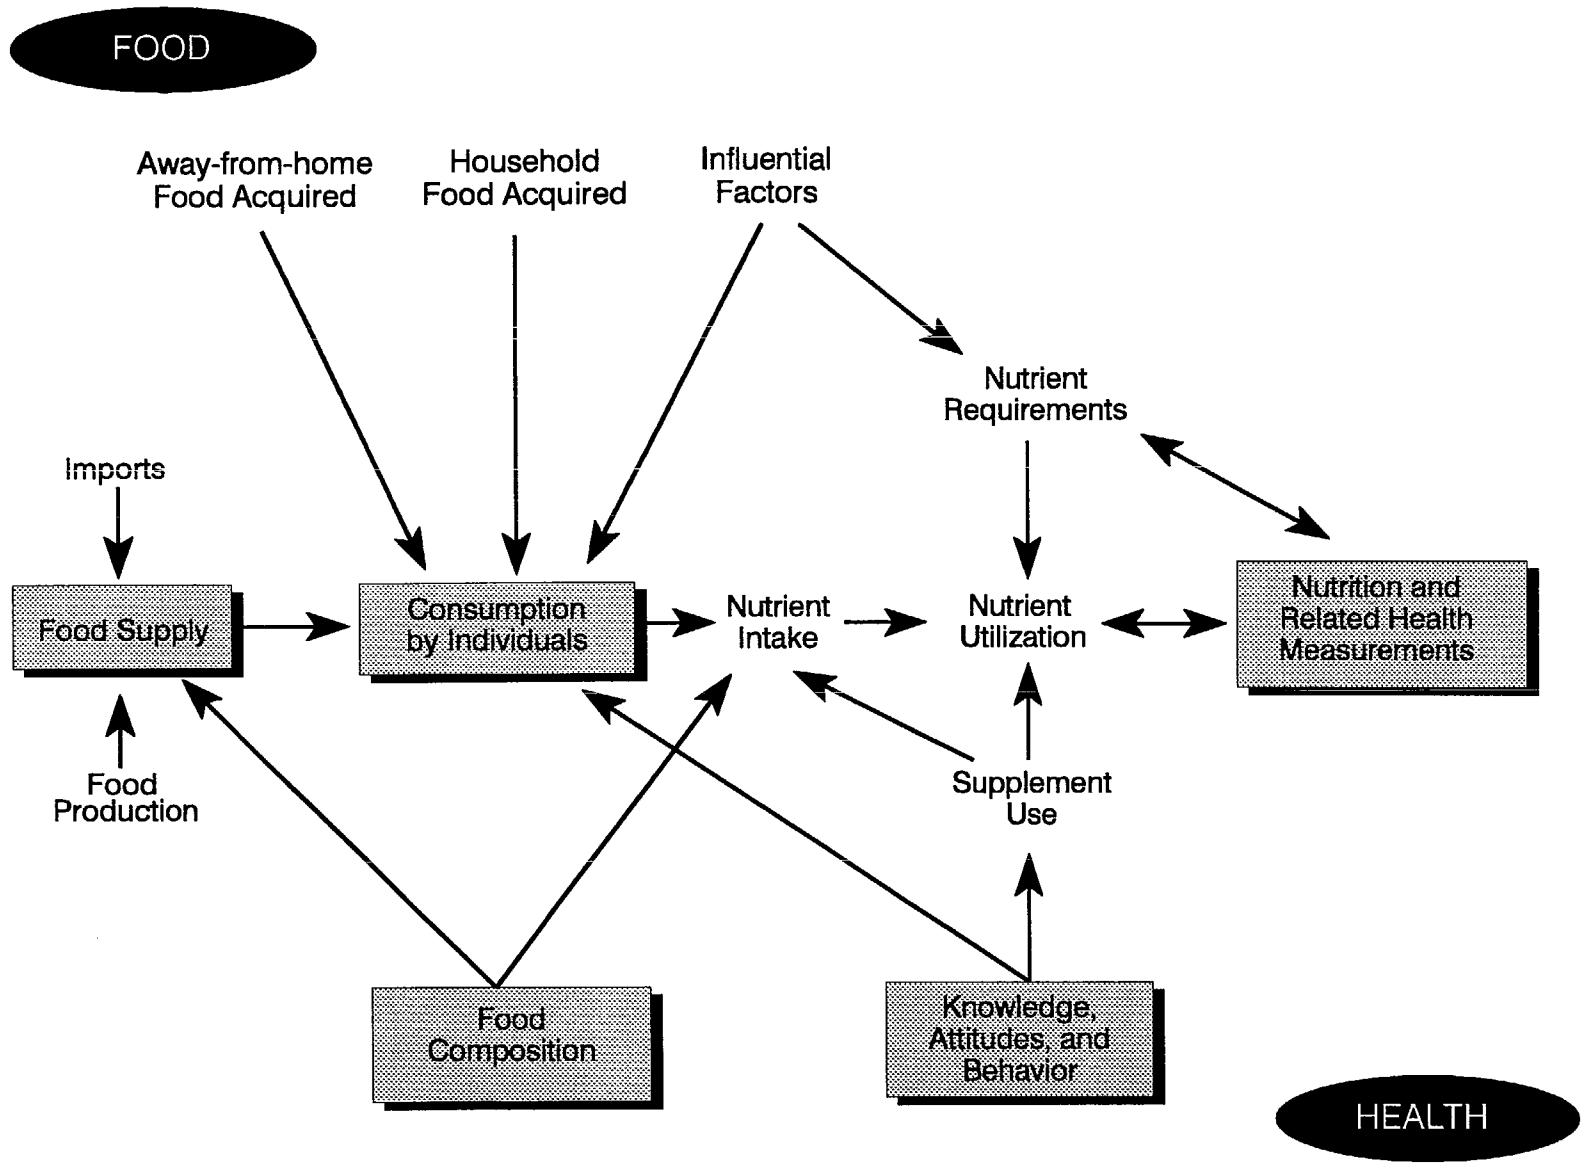 FOOD
Away-from-home
Food Acquired
Household
Food Acquired
Influential
Factors
Nutrient
Requirements
Imports
Food Supply
Consumption
by Individuals
Nutrient
Intake
Nutrient
Utilization
Nutrition and
Related Health
Measurements
Food
Production
Supplement
Use
Food
Composition
Knowledge,
Attitudes, and
Behavior
HEALTH